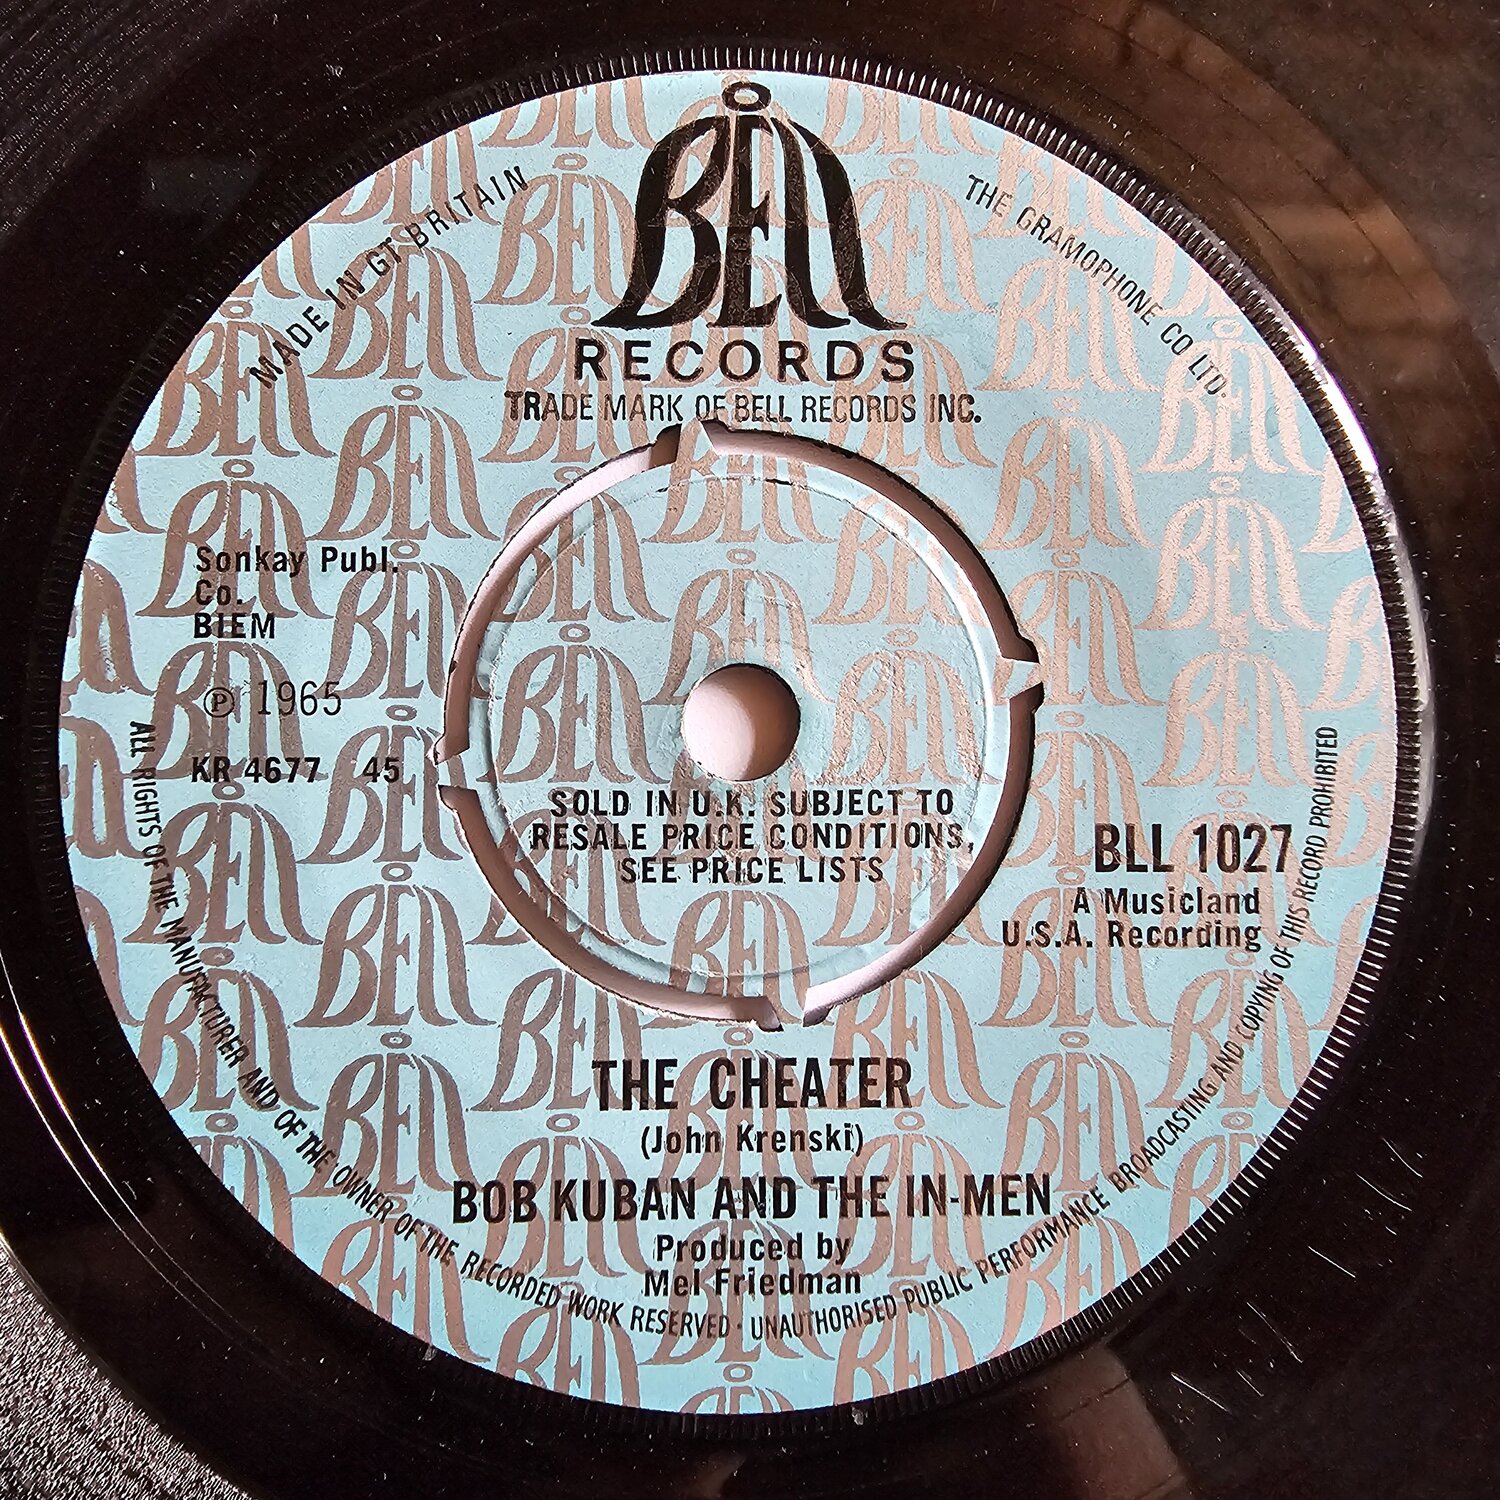 BELL
RECORDS
TRADE MARK OF BELL RECORDS INC.
MADE IN GT. BRITAIN
THE GRAMOPHONE CO LTD.
Sonkay Publ.
Co.
BIEM
℗ 1965
KR 4677 45
SOLD IN U.K. SUBJECT TO
RESALE PRICE CONDITIONS,
SEE PRICE LISTS
BLL 1027
A Musicland
U.S.A. Recording
THE CHEATER
(John Krenski)
BOB KUBAN AND THE IN-MEN
Produced by
Mel Friedman
ALL RIGHTS OF THE MANUFACTURER AND OF THE OWNER OF THE RECORDED WORK RESERVED · UNAUTHORISED PUBLIC PERFORMANCE BROADCASTING AND COPYING OF THIS RECORD PROHIBITED